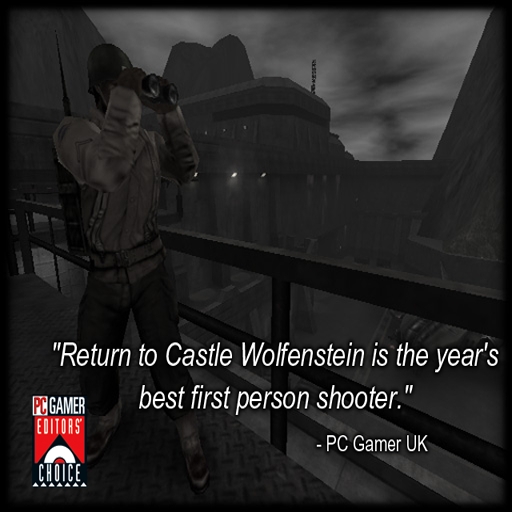 "Return to Castle Wolfenstein is the year's
best first person shooter."
- PC Gamer UK
PC GAMER
EDITORS'
CHOICE